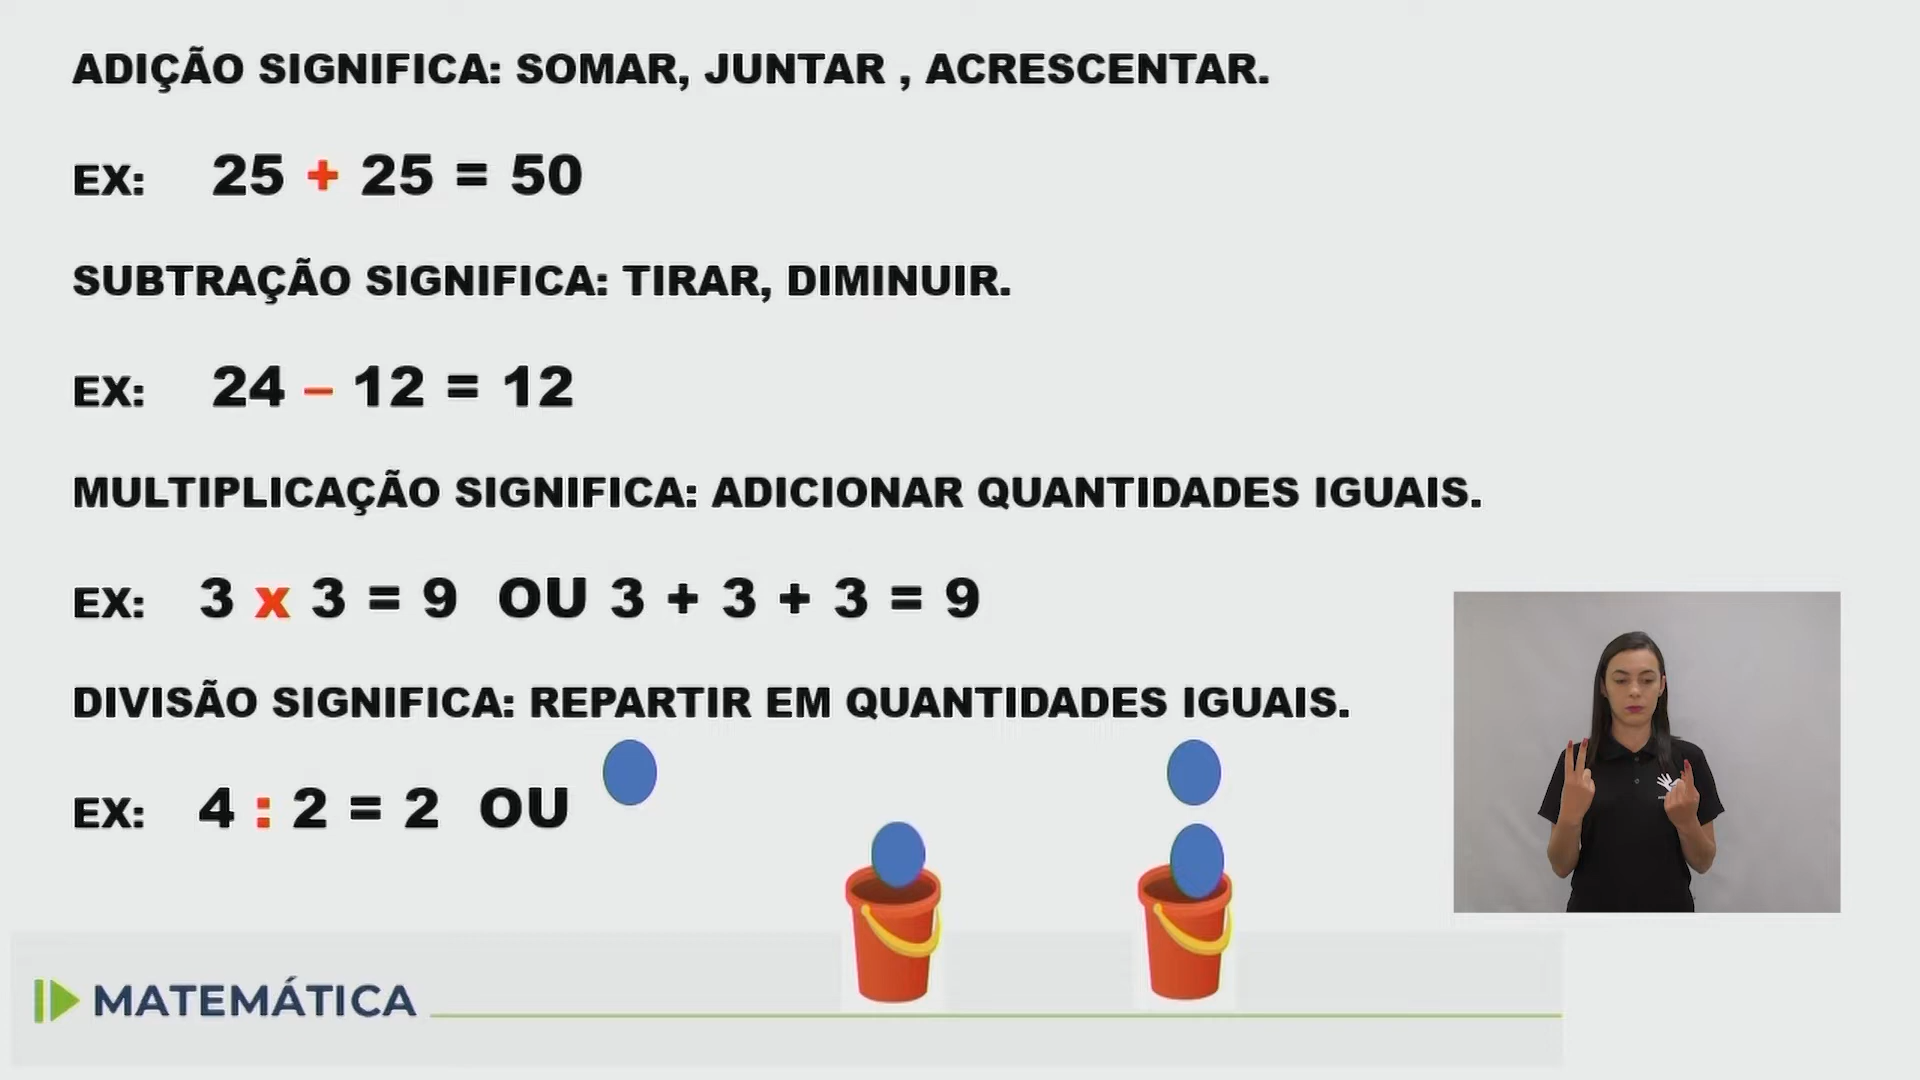 ADIÇÃO SIGNIFICA: SOMAR, JUNTAR , ACRESCENTAR.
EX: 25 + 25 = 50
SUBTRAÇÃO SIGNIFICA: TIRAR, DIMINUIR.
EX: 24 – 12 = 12
MULTIPLICAÇÃO SIGNIFICA: ADICIONAR QUANTIDADES IGUAIS.
EX: 3 x 3 = 9 OU 3 + 3 + 3 = 9
DIVISÃO SIGNIFICA: REPARTIR EM QUANTIDADES IGUAIS.
EX: 4 : 2 = 2 OU
MATEMÁTICA